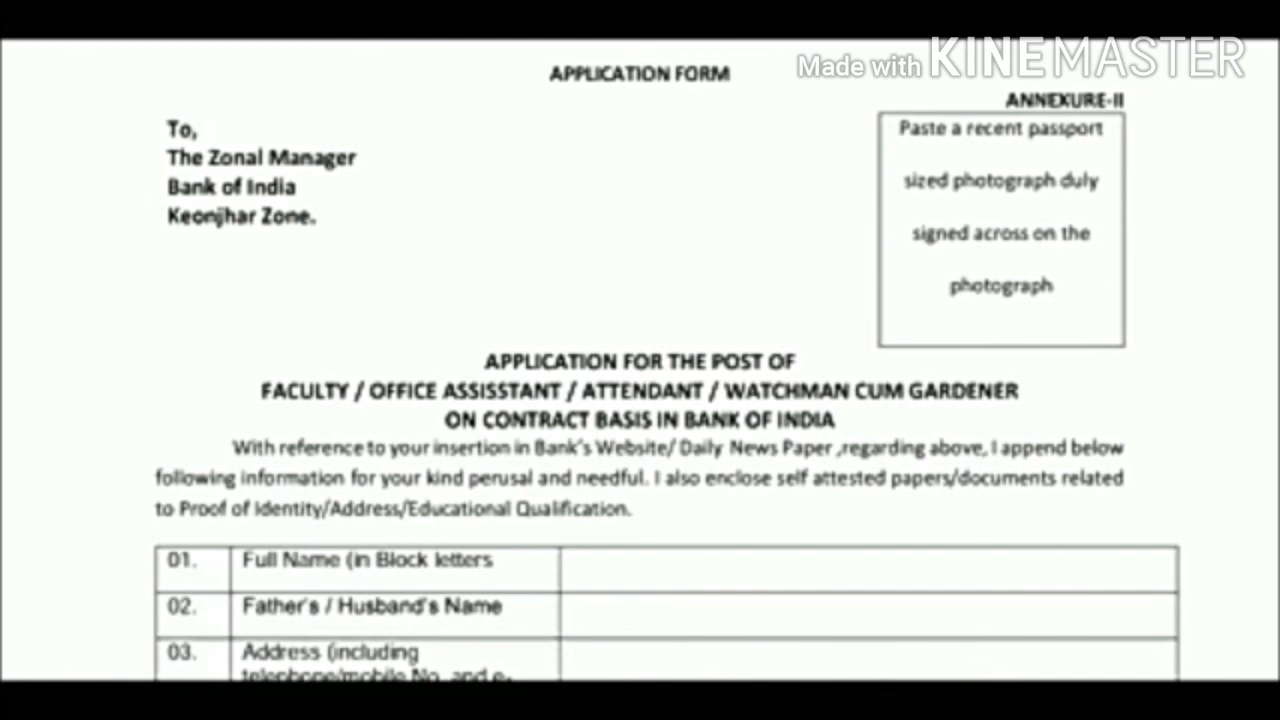 Made with KINEMASTER
APPLICATION FORM
ANNEXURE-II
To,
The Zonal Manager
Bank of India
Keonjhar Zone.
Paste a recent passport
sized photograph duly
signed across on the
photograph
APPLICATION FOR THE POST OF
FACULTY / OFFICE ASSISSTANT / ATTENDANT / WATCHMAN CUM GARDENER
ON CONTRACT BASIS IN BANK OF INDIA
With reference to your insertion in Bank's Website/ Daily News Paper ,regarding above, I append below
following information for your kind perusal and needful. I also enclose self attested papers/documents related
to Proof of Identity/Address/Educational Qualification.
01. Full Name (in Block letters
02. Father's / Husband's Name
03. Address (including
telephone/mobile No. and e-